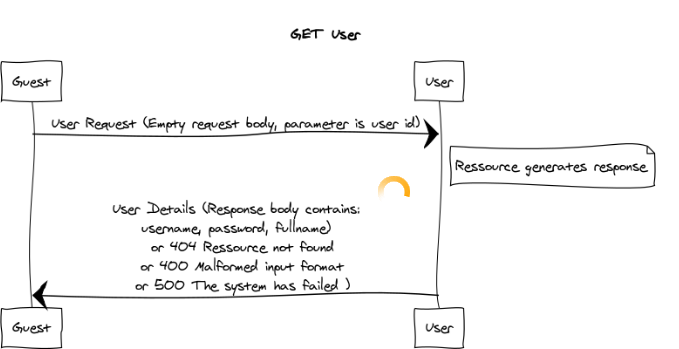 GET User
Guest
User
User Request (Empty request body, parameter is user id)
Ressource generates response
User Details (Response body contains:
username, password, fullname)
or 404 Ressource not found
or 400 Malformed input format
or 500 The system has failed )
Guest
User